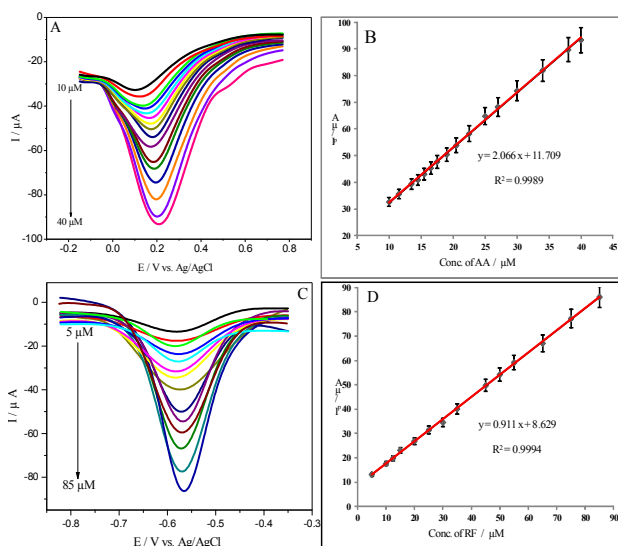 A
0
-20
-40
-60
-80
-100
I / µA
10 µM
40 µM
-0.2 0.0 0.2 0.4 0.6 0.8
E / V vs. Ag/AgCl
B
100
90
80
70
60
50
40
30
20
y = 2.066 x + 11.709
R² = 0.9989
0 5 10 15 20 25 30 35 40 45
Conc. of AA / µM
C
0
-20
-40
-60
-80
I / µ A
5 µM
85 µM
-0.8 -0.7 -0.6 -0.5 -0.4 -0.3
E / V vs. Ag/AgCl
D
100
90
80
70
60
50
40
30
20
10
0
y = 0.911 x + 8.629
R² = 0.9994
0 10 20 30 40 50 60 70 80 90
Conc. of RF / µM